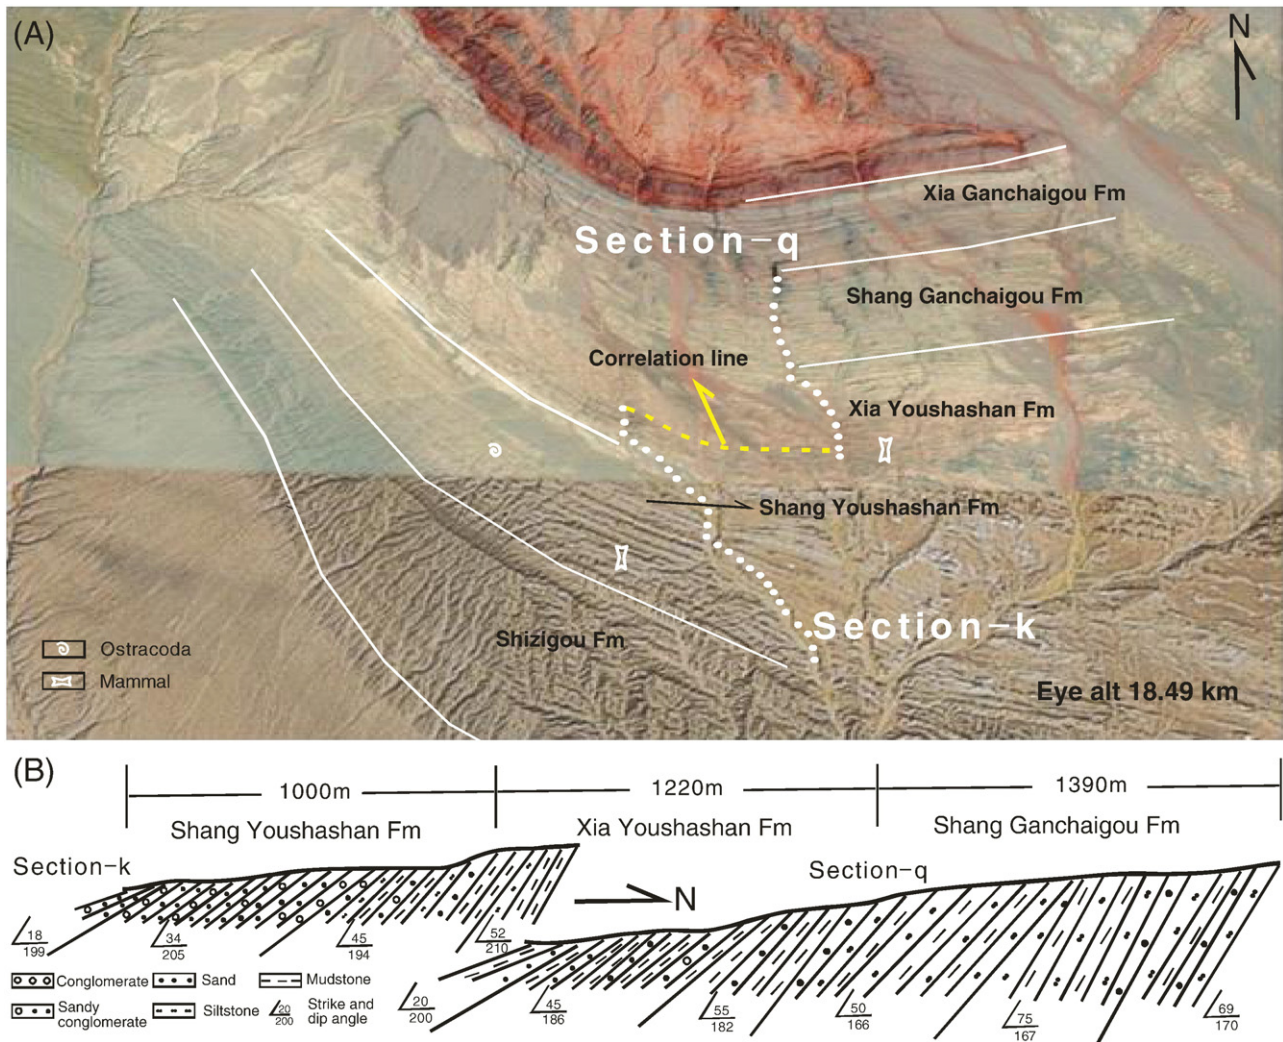 (A)
N
Xia Ganchaigou Fm
Section-q
Shang Ganchaigou Fm
Correlation line
Xia Youshashan Fm
Shang Youshashan Fm
Section-k
Shizigou Fm
Ostracoda
Mammal
Eye alt 18.49 km
(B)
1000m
1220m
1390m
Shang Youshashan Fm
Xia Youshashan Fm
Shang Ganchaigou Fm
Section-k
Section-q
N
18
199
34
205
45
194
52
210
20
200
45
186
55
182
50
166
75
167
69
170
Conglomerate
Sand
Mudstone
Sandy
conglomerate
Siltstone
20
200
Strike and
dip angle